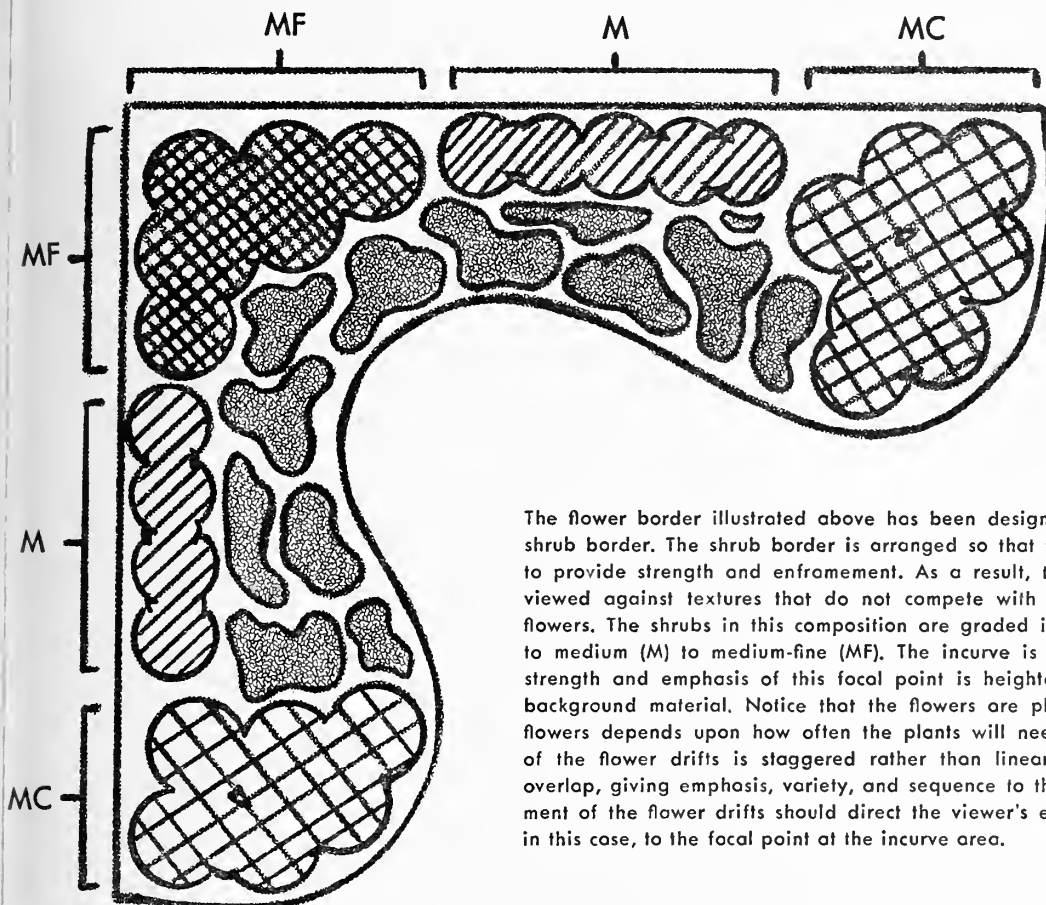 MF M MC
MF
M
MC
The flower border illustrated above has been design
shrub border. The shrub border is arranged so that
to provide strength and enframement. As a result, t
viewed against textures that do not compete with
flowers. The shrubs in this composition are graded i
to medium (M) to medium-fine (MF). The incurve is
strength and emphasis of this focal point is heighte
background material. Notice that the flowers are pl
flowers depends upon how often the plants will nee
of the flower drifts is staggered rather than linear
overlap, giving emphasis, variety, and sequence to th
ment of the flower drifts should direct the viewer's e
in this case, to the focal point at the incurve area.